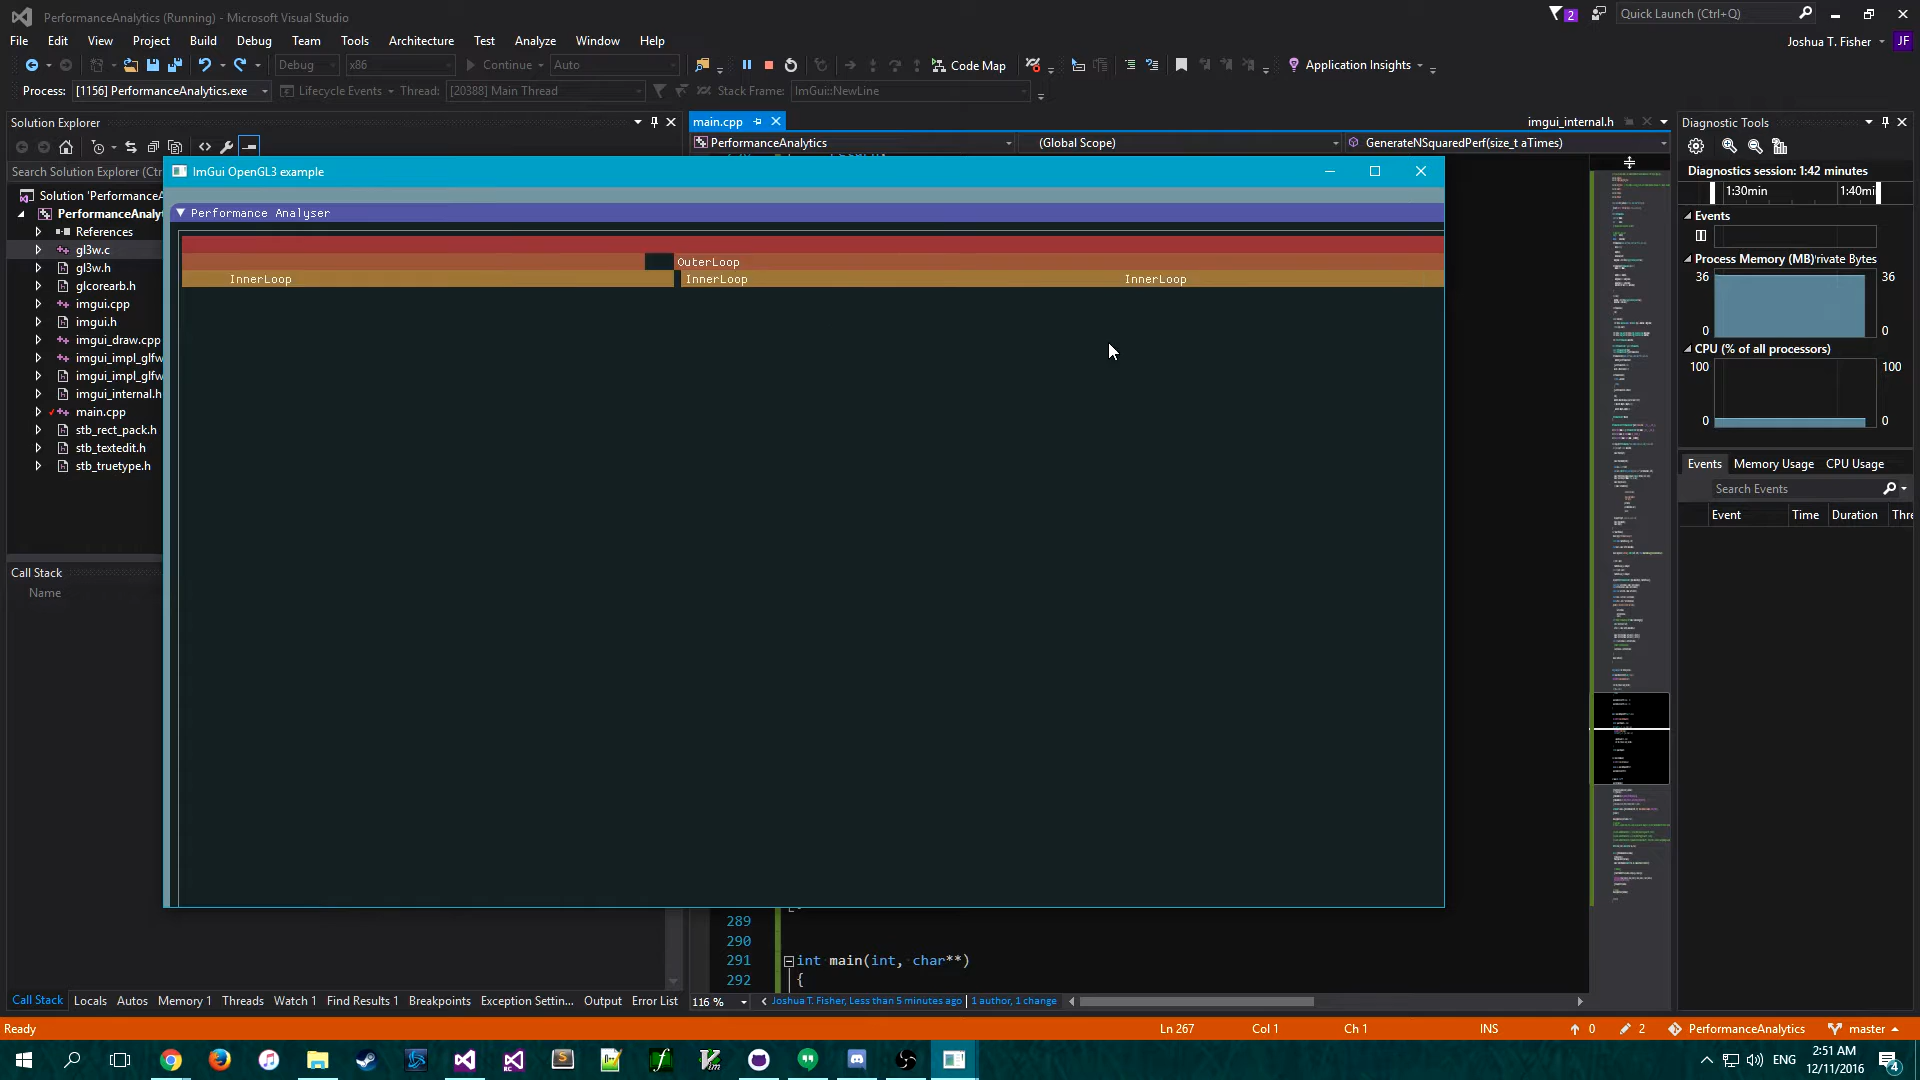 PerformanceAnalytics (Running) - Microsoft Visual Studio
2
Quick Launch (Ctrl+Q)
File Edit View Project Build Debug Team Tools Architecture Test Analyze Window Help
Joshua T. Fisher JF
Debug x86 Continue Auto Code Map Application Insights
Process: [1156] PerformanceAnalytics.exe Lifecycle Events Thread: [20388] Main Thread Stack Frame: ImGui::NewLine
Solution Explorer
Search Solution Explorer (Ctr
Solution 'PerformanceA
PerformanceAnalyt
References
gl3w.c
gl3w.h
glcorearb.h
imgui.cpp
imgui.h
imgui_draw.cpp
imgui_impl_glfw
imgui_impl_glfw
imgui_internal.h
main.cpp
stb_rect_pack.h
stb_textedit.h
stb_truetype.h
Call Stack
Name
main.cpp
imgui_internal.h
PerformanceAnalytics (Global Scope) GenerateNSquaredPerf(size_t aTimes)
ImGui OpenGL3 example
Performance Analyser
OuterLoop
InnerLoop InnerLoop InnerLoop
289
290
291 int main(int, char**)
292 {
116 % Joshua T. Fisher, Less than 5 minutes ago | 1 author, 1 change
Diagnostic Tools
Diagnostics session: 1:42 minutes
1:30min 1:40mi
Events
Process Memory (MB) rivate Bytes
36 36
0 0
CPU (% of all processors)
100 100
0 0
Events Memory Usage CPU Usage
Search Events
Event Time Duration Thre
Call Stack Locals Autos Memory 1 Threads Watch 1 Find Results 1 Breakpoints Exception Settin... Output Error List
Ready Ln 267 Col 1 Ch 1 INS 0 2 PerformanceAnalytics master
ENG
2:51 AM
12/11/2016
4